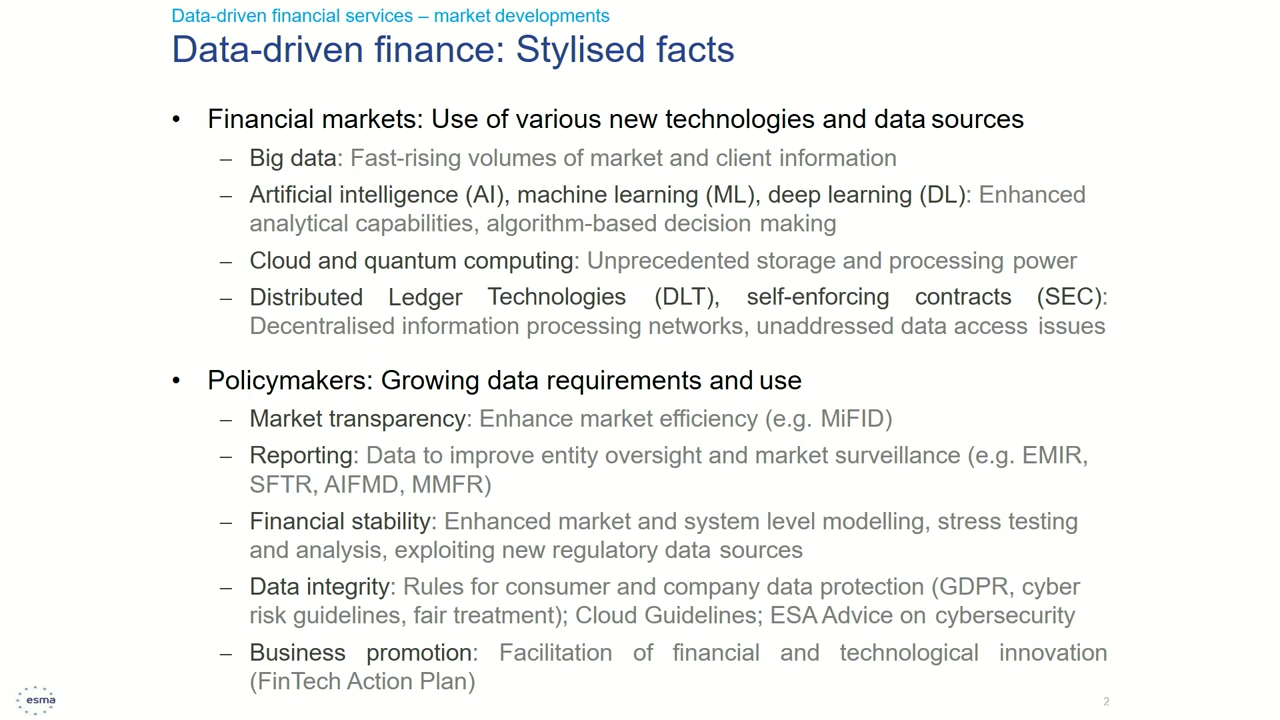 Data-driven financial services – market developments
Data-driven finance: Stylised facts
• Financial markets: Use of various new technologies and data sources
– Big data: Fast-rising volumes of market and client information
– Artificial intelligence (AI), machine learning (ML), deep learning (DL): Enhanced
analytical capabilities, algorithm-based decision making
– Cloud and quantum computing: Unprecedented storage and processing power
– Distributed Ledger Technologies (DLT), self-enforcing contracts (SEC):
Decentralised information processing networks, unaddressed data access issues
• Policymakers: Growing data requirements and use
– Market transparency: Enhance market efficiency (e.g. MiFID)
– Reporting: Data to improve entity oversight and market surveillance (e.g. EMIR,
SFTR, AIFMD, MMFR)
– Financial stability: Enhanced market and system level modelling, stress testing
and analysis, exploiting new regulatory data sources
– Data integrity: Rules for consumer and company data protection (GDPR, cyber
risk guidelines, fair treatment); Cloud Guidelines; ESA Advice on cybersecurity
– Business promotion: Facilitation of financial and technological innovation
(FinTech Action Plan)
esma
2